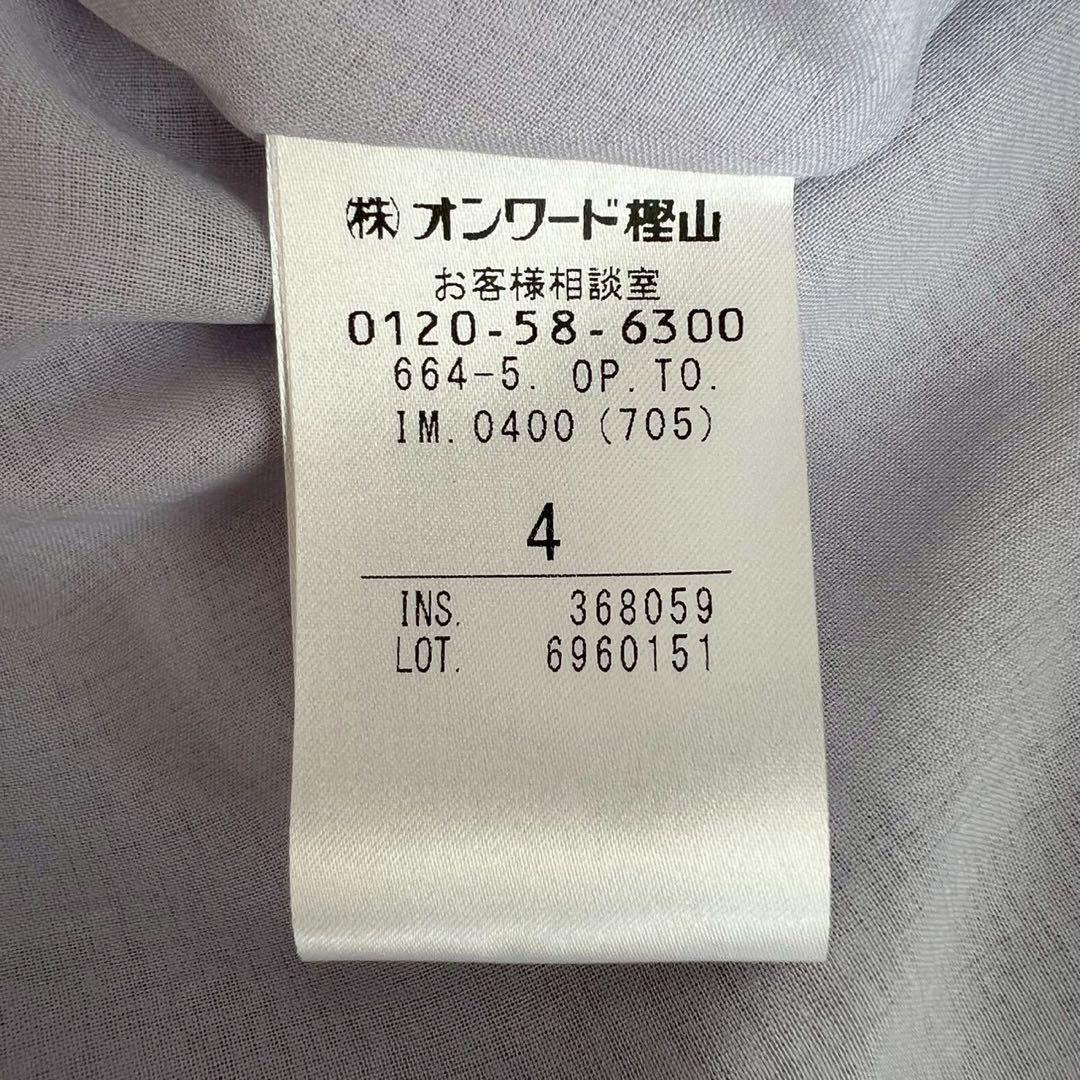 ㈱オンワード樫山
お客様相談室
0120-58-6300
664-5. OP.TO.
IM.0400(705)
4
INS. 368059
LOT. 6960151